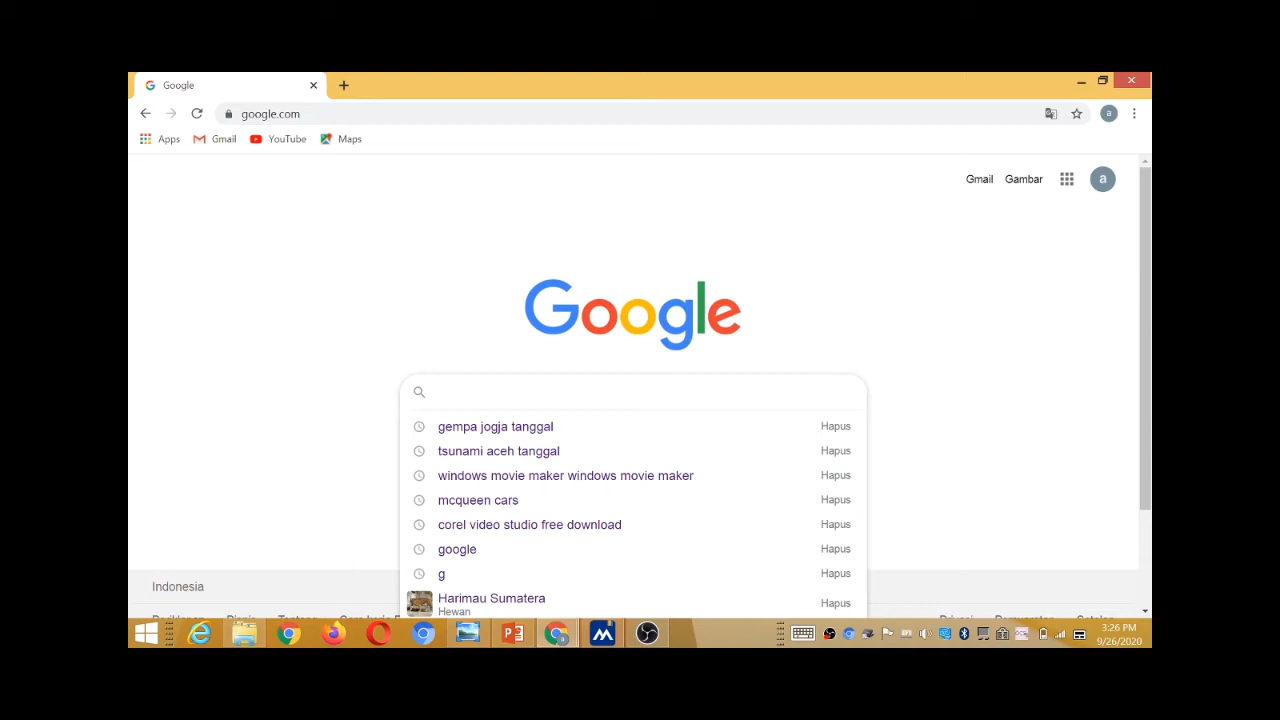 Google
google.com
Apps Gmail YouTube Maps
Gmail Gambar a
Google
gempa jogja tanggal Hapus
tsunami aceh tanggal Hapus
windows movie maker windows movie maker Hapus
mcqueen cars Hapus
corel video studio free download Hapus
google Hapus
g Hapus
Harimau Sumatera Hapus
Hewan
Indonesia
3:26 PM
9/26/2020